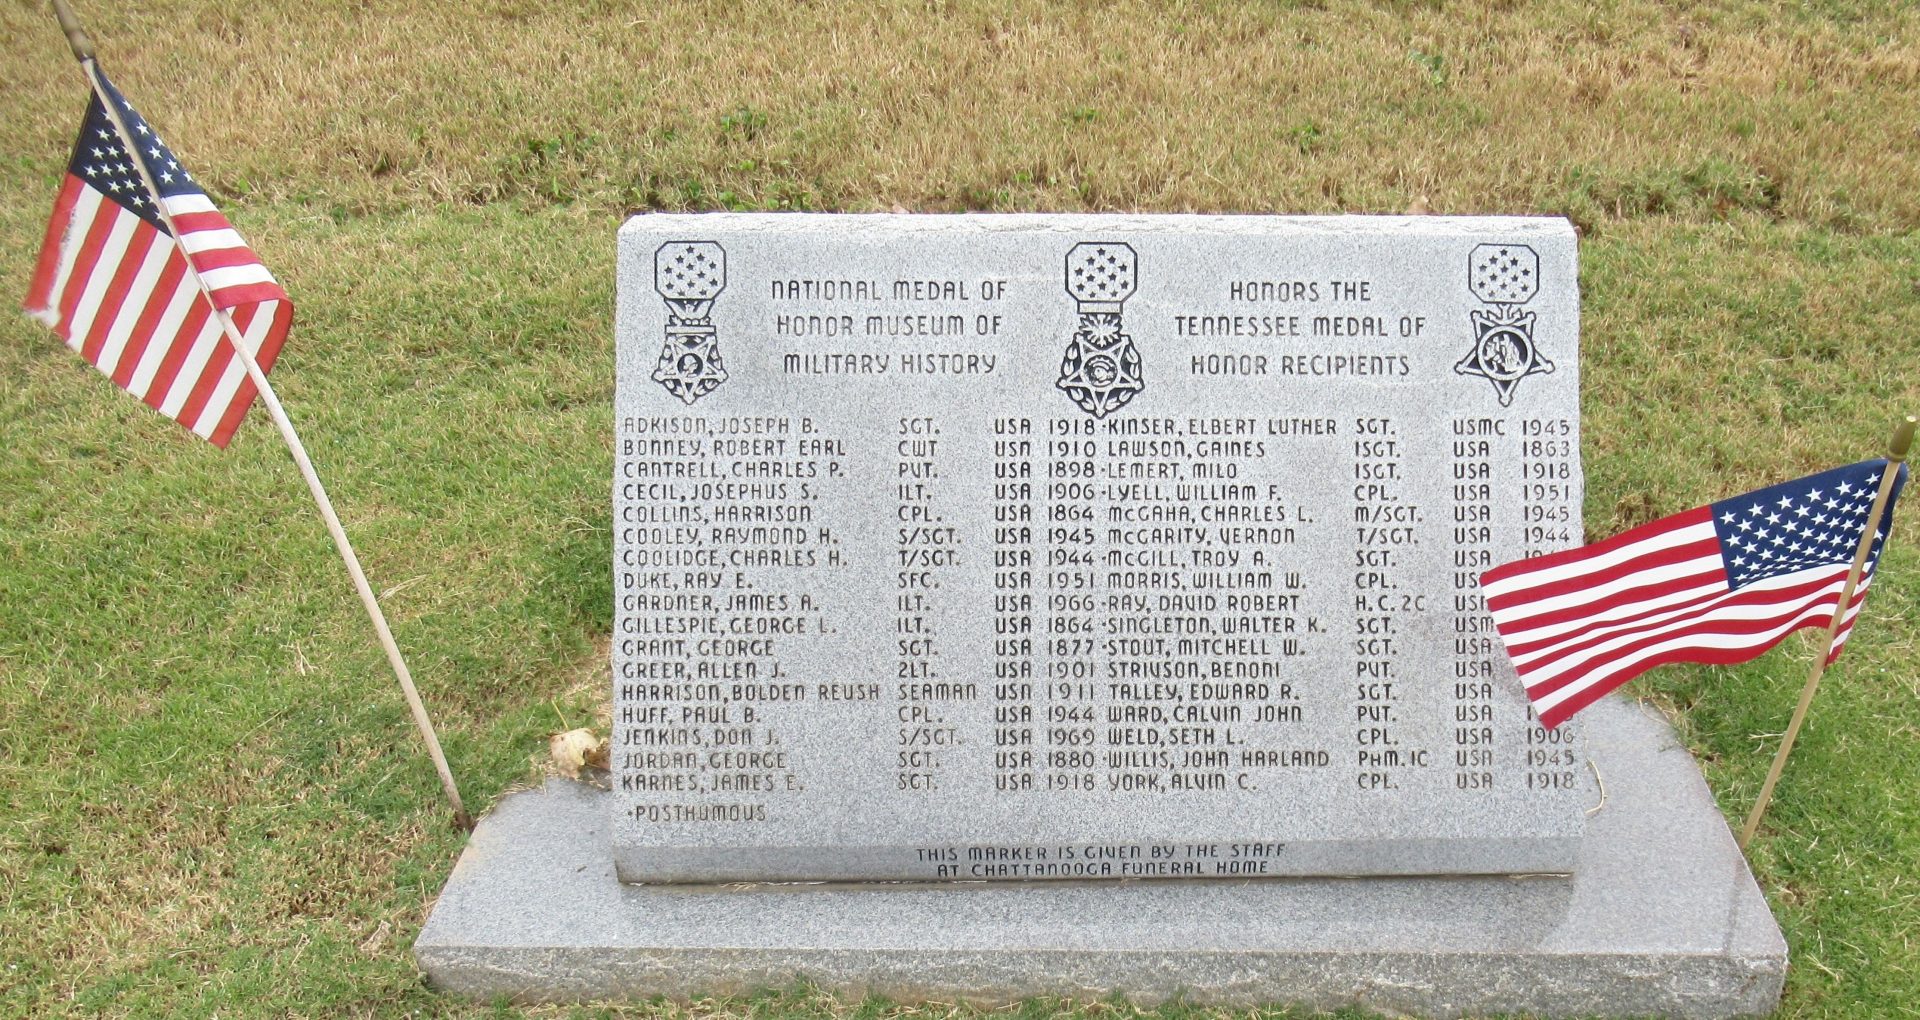 NATIONAL MEDAL OF
HONOR MUSEUM OF
MILITARY HISTORY
HONORS THE
TENNESSEE MEDAL OF
HONOR RECIPIENTS
ADKISON, JOSEPH B. SGT. USA 1918
BONNEY, ROBERT EARL CWT USN 1910
CANTRELL, CHARLES P. PVT. USA 1898
CECIL, JOSEPHUS S. 1LT. USA 1906
COLLINS, HARRISON CPL. USA 1864
COOLEY, RAYMOND H. S/SGT. USA 1945
COOLIDGE, CHARLES H. T/SGT. USA 1944
DUKE, RAY E. SFC. USA 1951
GARDNER, JAMES A. 1LT. USA 1966
GILLESPIE, GEORGE L. 1LT. USA 1864
GRANT, GEORGE SGT. USA 1877
GREER, ALLEN J. 2LT. USA 1901
HARRISON, BOLDEN REUSH SEAMAN USN 1911
HUFF, PAUL B. CPL. USA 1944
JENKINS, DON J. S/SGT. USA 1969
JORDAN, GEORGE SGT. USA 1880
KARNES, JAMES E. SGT. USA 1918
•KINSER, ELBERT LUTHER SGT. USMC 1945
LAWSON, GAINES 1SGT. USA 1863
•LEMERT, MILO 1SGT. USA 1918
•LYELL, WILLIAM F. CPL. USA 1951
McGAHA, CHARLES L. M/SGT. USA 1945
McGARITY, VERNON T/SGT. USA 1944
•McGILL, TROY A. SGT. USA
MORRIS, WILLIAM W. CPL.
•RAY, DAVID ROBERT H.C. 2C
•SINGLETON, WALTER K. SGT.
•STOUT, MITCHELL W. SGT. USA
STRIVSON, BENONI PVT. USA
TALLEY, EDWARD R. SGT. USA
WARD, CALVIN JOHN PVT. USA
WELD, SETH L. CPL. USA 1906
•WILLIS, JOHN HARLAND PHM. 1C USN 1945
YORK, ALVIN C. CPL. USA 1918
•POSTHUMOUS
THIS MARKER IS GIVEN BY THE STAFF
AT CHATTANOOGA FUNERAL HOME